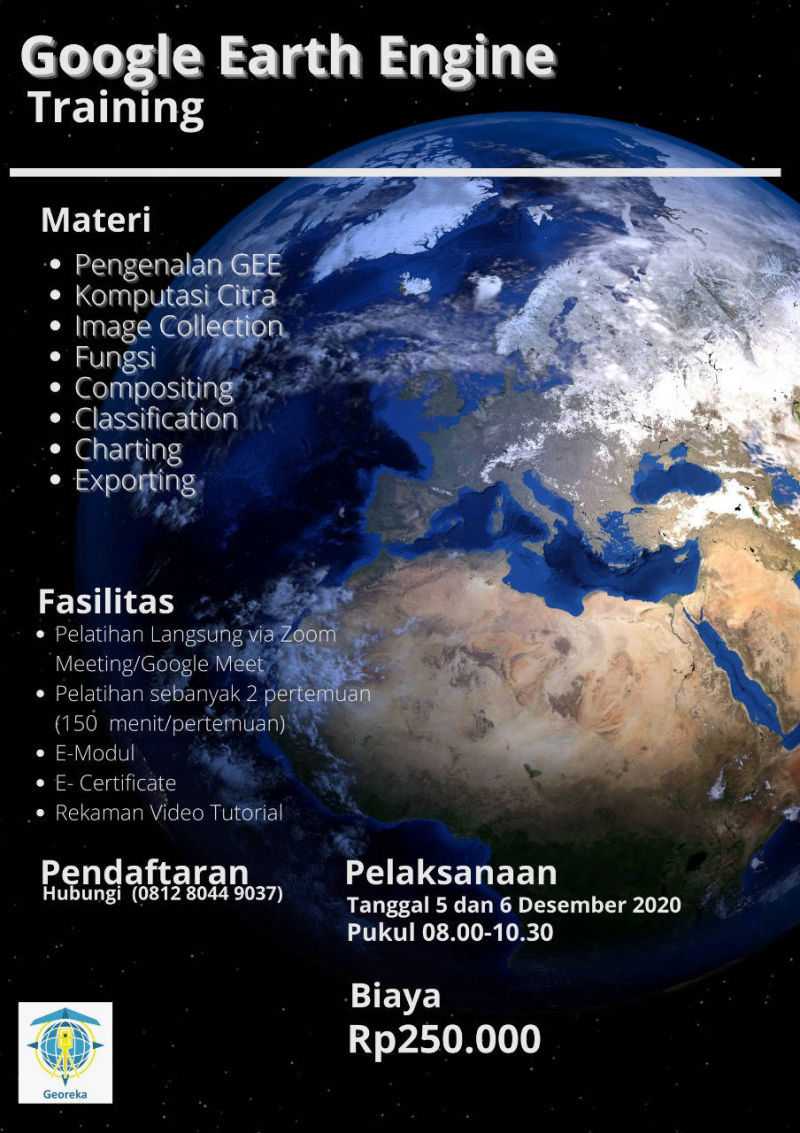 Google Earth Engine
Training
Materi
• Pengenalan GEE
• Komputasi Citra
• Image Collection
• Fungsi
• Compositing
• Classification
• Charting
• Exporting
Fasilitas
• Pelatihan Langsung via Zoom
Meeting/Google Meet
• Pelatihan sebanyak 2 pertemuan
(150 menit/pertemuan)
• E-Modul
• E- Certificate
• Rekaman Video Tutorial
Pendaftaran
Hubungi (0812 8044 9037)
Pelaksanaan
Tanggal 5 dan 6 Desember 2020
Pukul 08.00-10.30
Biaya
Rp250.000
Georeka